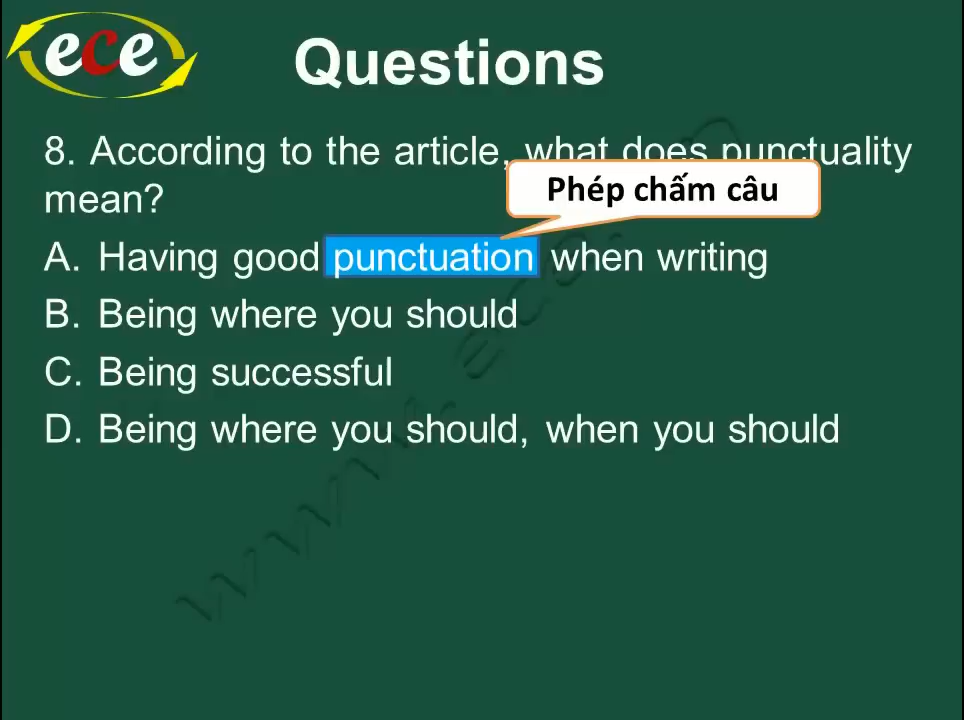 ece
Questions
8. According to the article, what does punctuality
mean?
Phép chấm câu
A. Having good punctuation when writing
B. Being where you should
C. Being successful
D. Being where you should, when you should